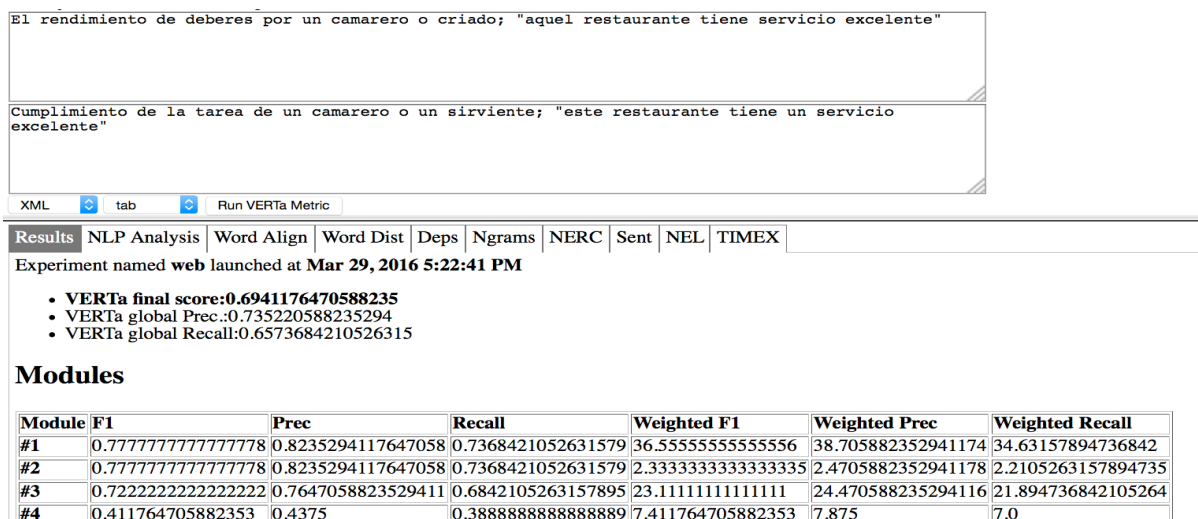 El rendimiento de deberes por un camarero o criado; "aquel restaurante tiene servicio excelente"
Cumplimiento de la tarea de un camarero o un sirviente; "este restaurante tiene un servicio
excelente"
XML tab Run VERTa Metric
Results NLP Analysis Word Align Word Dist Deps Ngrams NERC Sent NEL TIMEX
Experiment named web launched at Mar 29, 2016 5:22:41 PM
• VERTa final score:0.6941176470588235
• VERTa global Prec.:0.735220588235294
• VERTa global Recall:0.6573684210526315
Modules
Module F1 Prec Recall Weighted F1 Weighted Prec Weighted Recall
#1 0.7777777777777778 0.8235294117647058 0.7368421052631579 36.55555555555556 38.705882352941174 34.63157894736842
#2 0.7777777777777778 0.8235294117647058 0.7368421052631579 2.3333333333333335 2.4705882352941178 2.2105263157894735
#3 0.7222222222222222 0.7647058823529411 0.6842105263157895 23.11111111111111 24.470588235294116 21.894736842105264
#4 0.411764705882353 0.4375 0.3888888888888889 7.411764705882353 7.875 7.0